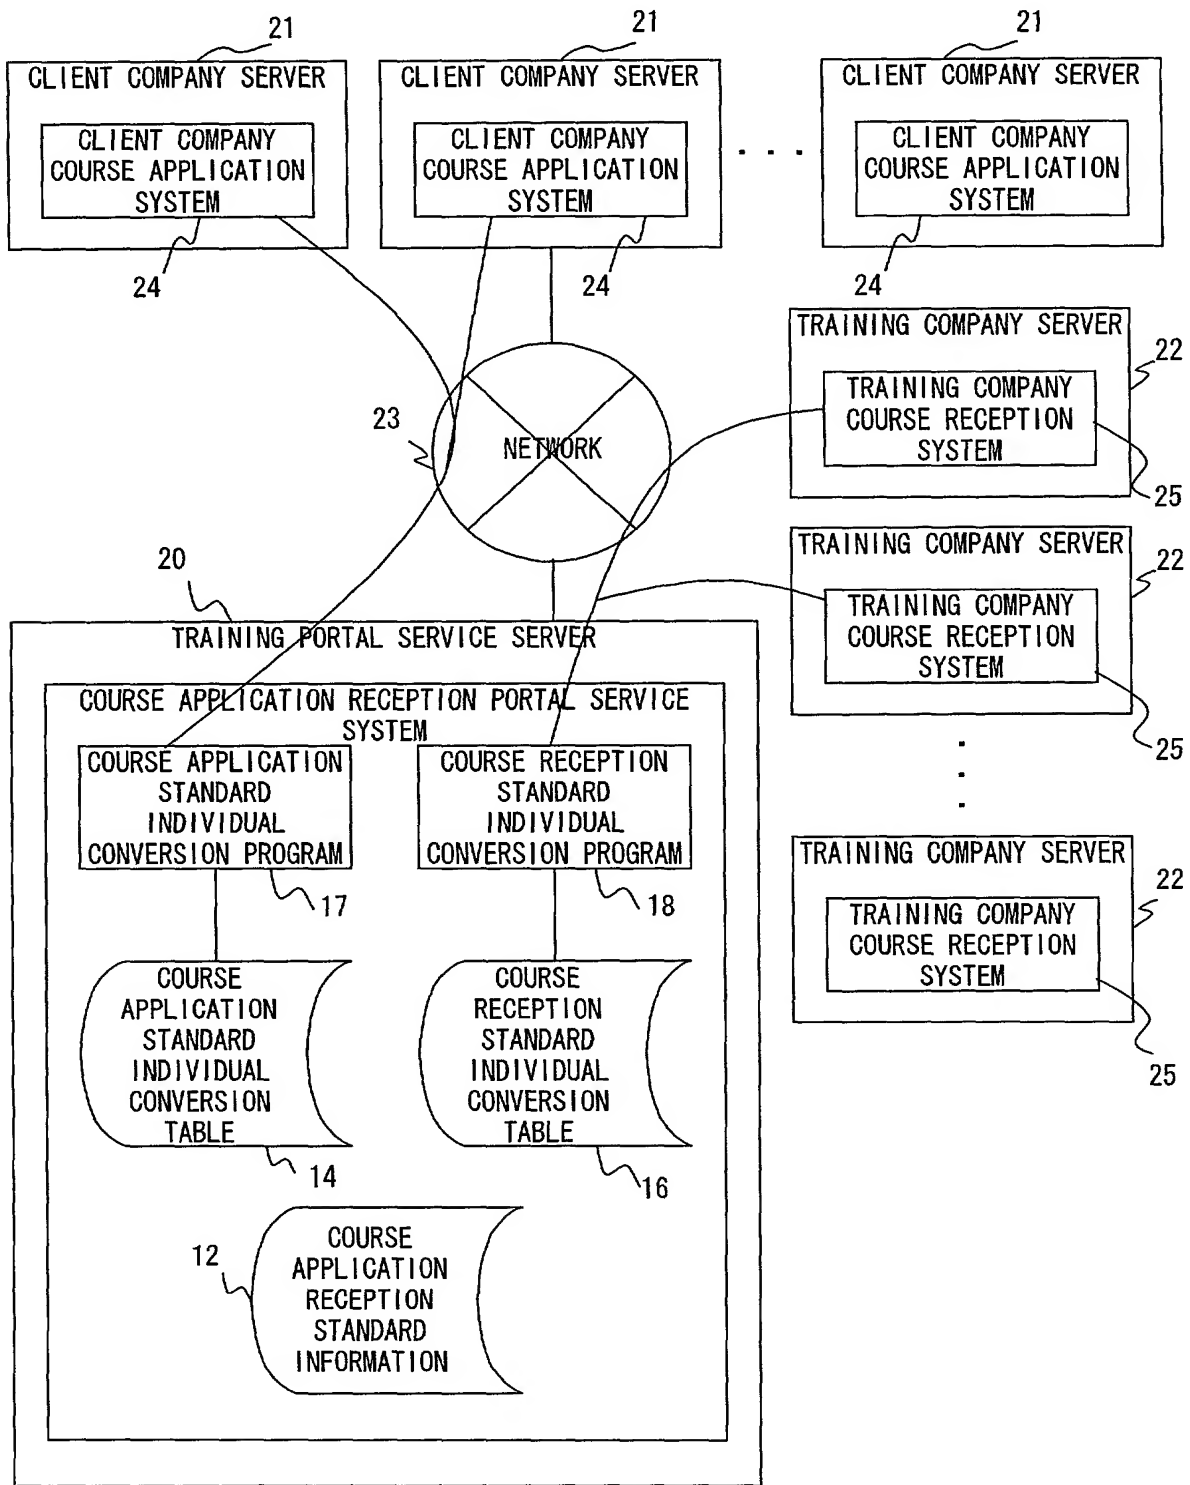 21
CLIENT COMPANY SERVER
CLIENT COMPANY
COURSE APPLICATION
SYSTEM
24
21
CLIENT COMPANY SERVER
CLIENT COMPANY
COURSE APPLICATION
SYSTEM
24
. . .
21
CLIENT COMPANY SERVER
CLIENT COMPANY
COURSE APPLICATION
SYSTEM
24
23
NETWORK
TRAINING COMPANY SERVER
22
TRAINING COMPANY
COURSE RECEPTION
SYSTEM
25
TRAINING COMPANY SERVER
22
TRAINING COMPANY
COURSE RECEPTION
SYSTEM
25
.
.
.
TRAINING COMPANY SERVER
22
TRAINING COMPANY
COURSE RECEPTION
SYSTEM
25
20
TRAINING PORTAL SERVICE SERVER
COURSE APPLICATION RECEPTION PORTAL SERVICE
SYSTEM
COURSE APPLICATION
STANDARD
INDIVIDUAL
CONVERSION PROGRAM
17
COURSE RECEPTION
STANDARD
INDIVIDUAL
CONVERSION PROGRAM
18
COURSE
APPLICATION
STANDARD
INDIVIDUAL
CONVERSION
TABLE
14
COURSE
RECEPTION
STANDARD
INDIVIDUAL
CONVERSION
TABLE
16
12
COURSE
APPLICATION
RECEPTION
STANDARD
INFORMATION